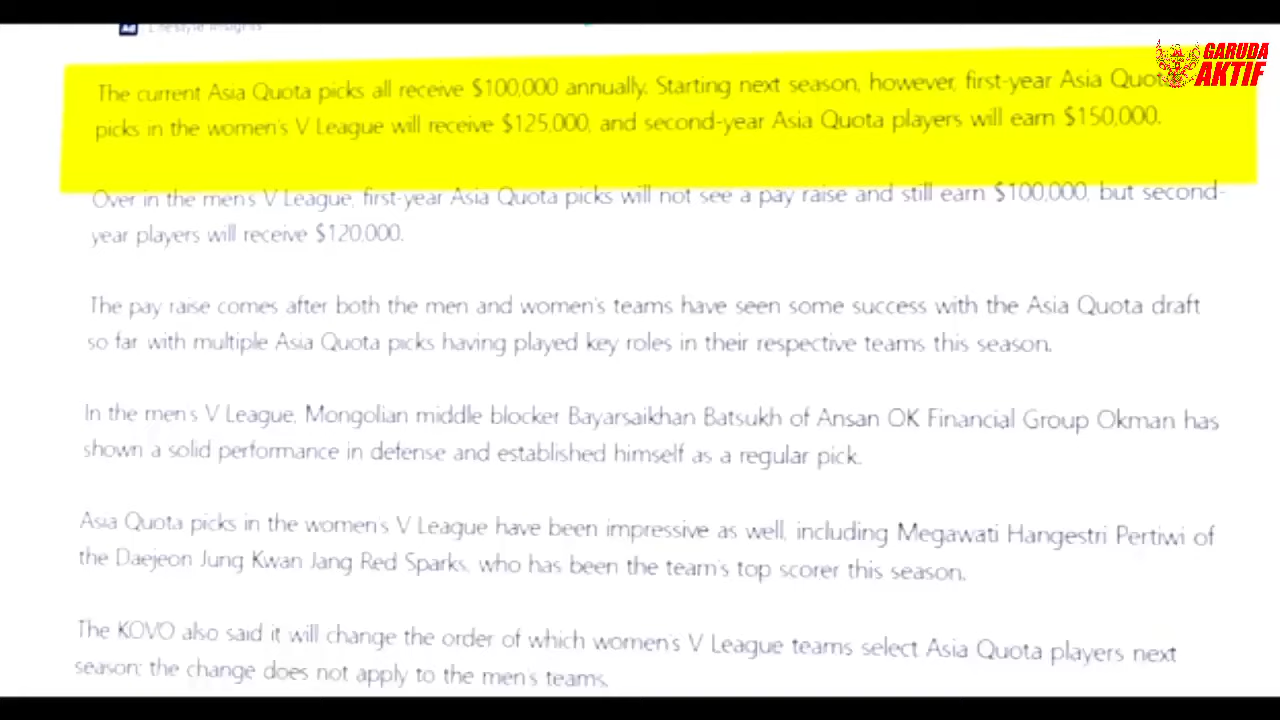 GARUDA
AKTIF
The current Asia Quota picks all receive $100,000 annually. Starting next season, however, first-year Asia Quota
picks in the women's V League will receive $125,000, and second-year Asia Quota players will earn $150,000.
Over in the men's V League, first-year Asia Quota picks will not see a pay raise and still earn $100,000, but second-
year players will receive $120,000.
The pay raise comes after both the men and women's teams have seen some success with the Asia Quota draft
so far with multiple Asia Quota picks having played key roles in their respective teams this season.
In the men's V League, Mongolian middle blocker Bayarsaikhan Batsukh of Ansan OK Financial Group Okman has
shown a solid performance in defense and established himself as a regular pick.
Asia Quota picks in the women's V League have been impressive as well, including Megawati Hangestri Pertiwi of
the Daejeon Jung Kwan Jang Red Sparks, who has been the team's top scorer this season.
The KOVO also said it will change the order of which women's V League teams select Asia Quota players next
season; the change does not apply to the men's teams.